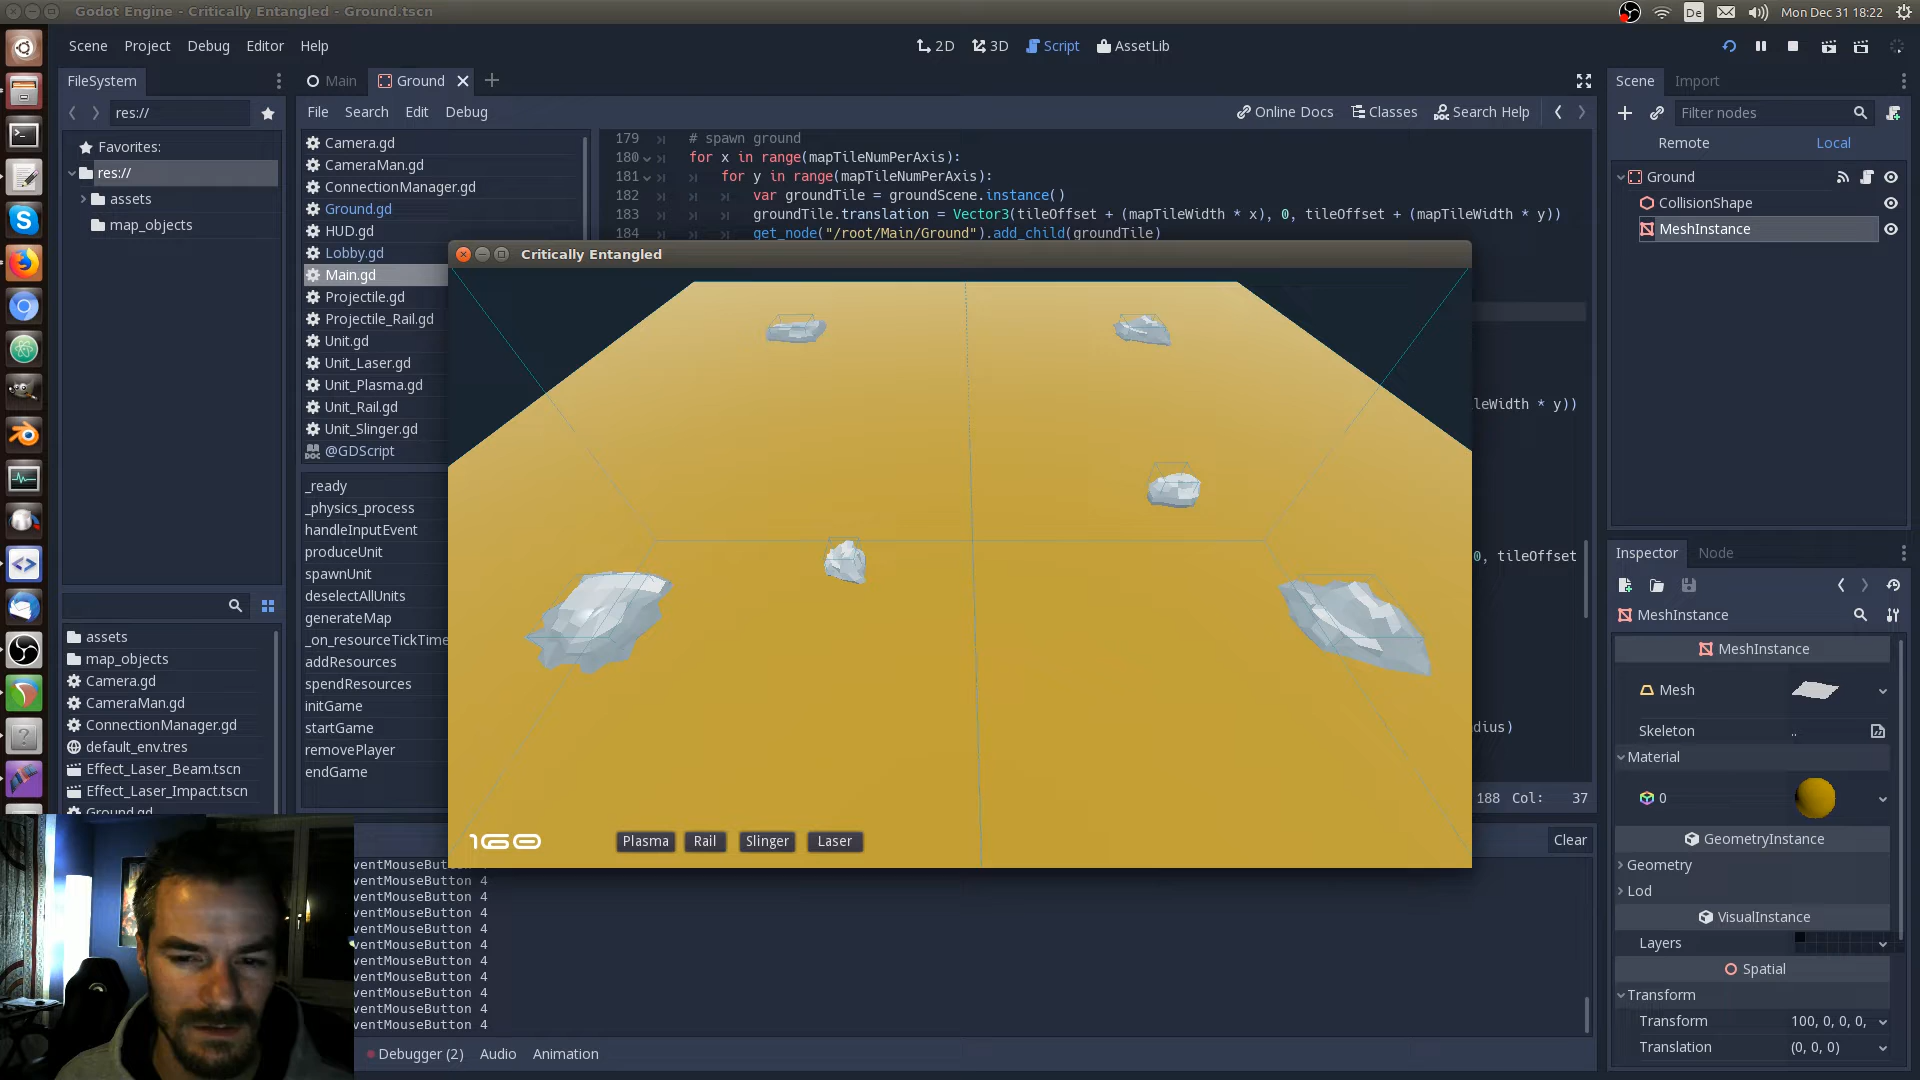 Godot Engine - Critically Entangled - Ground.tscn
De
Mon Dec 31 18:22
Scene Project Debug Editor Help
2D 3D Script AssetLib
FileSystem
res://
Favorites:
res://
assets
map_objects
assets
map_objects
Camera.gd
CameraMan.gd
ConnectionManager.gd
default_env.tres
Effect_Laser_Beam.tscn
Effect_Laser_Impact.tscn
Ground.gd
Main Ground
File Search Edit Debug
Online Docs Classes Search Help
Camera.gd
CameraMan.gd
ConnectionManager.gd
Ground.gd
HUD.gd
Lobby.gd
Main.gd
Projectile.gd
Projectile_Rail.gd
Unit.gd
Unit_Laser.gd
Unit_Plasma.gd
Unit_Rail.gd
Unit_Slinger.gd
@GDScript
_ready
_physics_process
handleInputEvent
produceUnit
spawnUnit
deselectAllUnits
generateMap
_on_resourceTickTime
addResources
spendResources
initGame
startGame
removePlayer
endGame
179 # spawn ground
180 for x in range(mapTileNumPerAxis):
181 for y in range(mapTileNumPerAxis):
182 var groundTile = groundScene.instance()
183 groundTile.translation = Vector3(tileOffset + (mapTileWidth * x), 0, tileOffset + (mapTileWidth * y))
184 get_node("/root/Main/Ground").add_child(groundTile)
leWidth * y))
0, tileOffset
dius)
188 Col: 37
Critically Entangled
160
Plasma Rail Slinger Laser
Clear
ventMouseButton 4
ventMouseButton 4
ventMouseButton 4
ventMouseButton 4
ventMouseButton 4
ventMouseButton 4
ventMouseButton 4
ventMouseButton 4
ventMouseButton 4
ventMouseButton 4
Debugger (2) Audio Animation
Scene Import
Filter nodes
Remote Local
Ground
CollisionShape
MeshInstance
Inspector Node
MeshInstance
MeshInstance
Mesh
Skeleton ..
Material
0
GeometryInstance
Geometry
Lod
VisualInstance
Layers
Spatial
Transform
Transform 100, 0, 0, 0,
Translation (0, 0, 0)